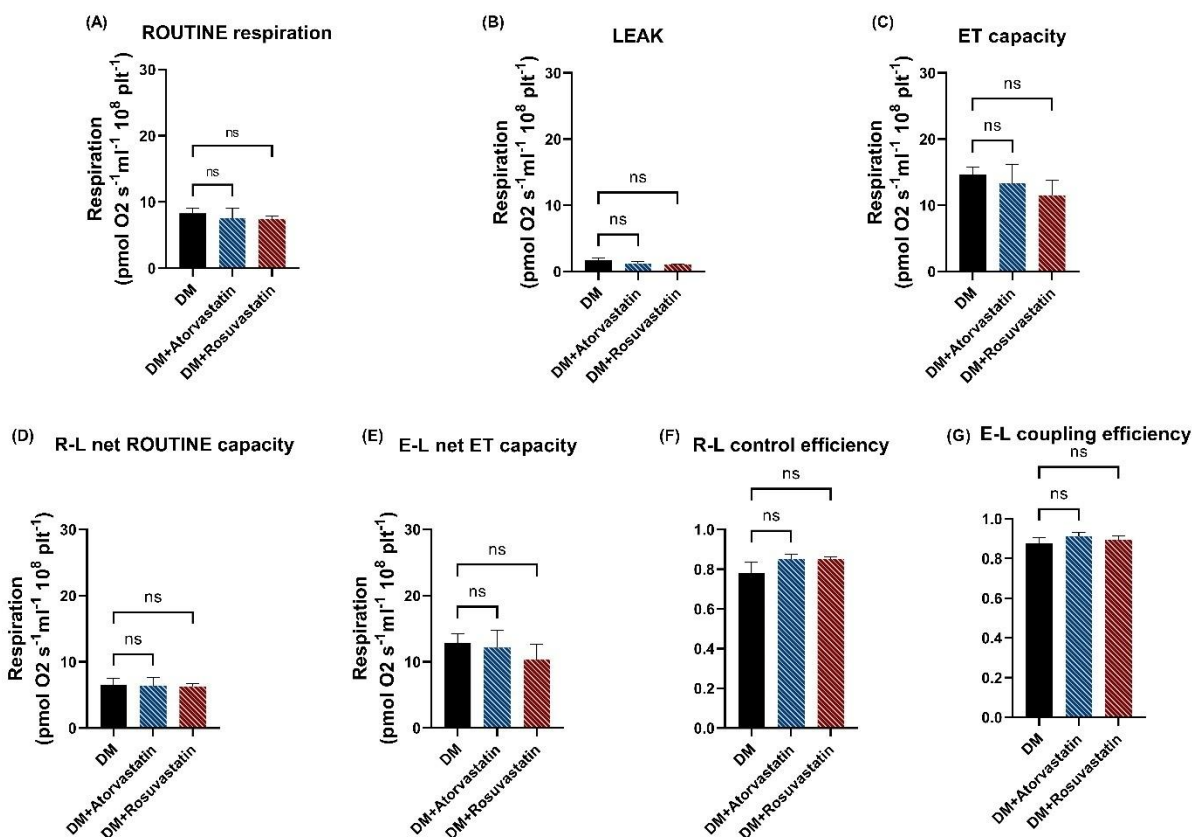 (A) ROUTINE respiration
Respiration
(pmol O2 s⁻¹ml⁻¹ 10⁸ plt⁻¹)
30
20
10
0
ns
ns
DM
DM+Atorvastatin
DM+Rosuvastatin
(B) LEAK
Respiration
(pmol O2 s⁻¹ml⁻¹ 10⁸ plt⁻¹)
30
20
10
0
ns
ns
DM
DM+Atorvastatin
DM+Rosuvastatin
(C) ET capacity
Respiration
(pmol O2 s⁻¹ml⁻¹ 10⁸ plt⁻¹)
30
20
10
0
ns
ns
DM
DM+Atorvastatin
DM+Rosuvastatin
(D) R-L net ROUTINE capacity
Respiration
(pmol O2 s⁻¹ml⁻¹ 10⁸ plt⁻¹)
30
20
10
0
ns
ns
DM
DM+Atorvastatin
DM+Rosuvastatin
(E) E-L net ET capacity
Respiration
(pmol O2 s⁻¹ml⁻¹ 10⁸ plt⁻¹)
30
20
10
0
ns
ns
DM
DM+Atorvastatin
DM+Rosuvastatin
(F) R-L control efficiency
1.0
0.8
0.6
0.4
0.2
0.0
ns
ns
DM
DM+Atorvastatin
DM+Rosuvastatin
(G) E-L coupling efficiency
1.0
0.8
0.6
0.4
0.2
0.0
ns
ns
DM
DM+Atorvastatin
DM+Rosuvastatin